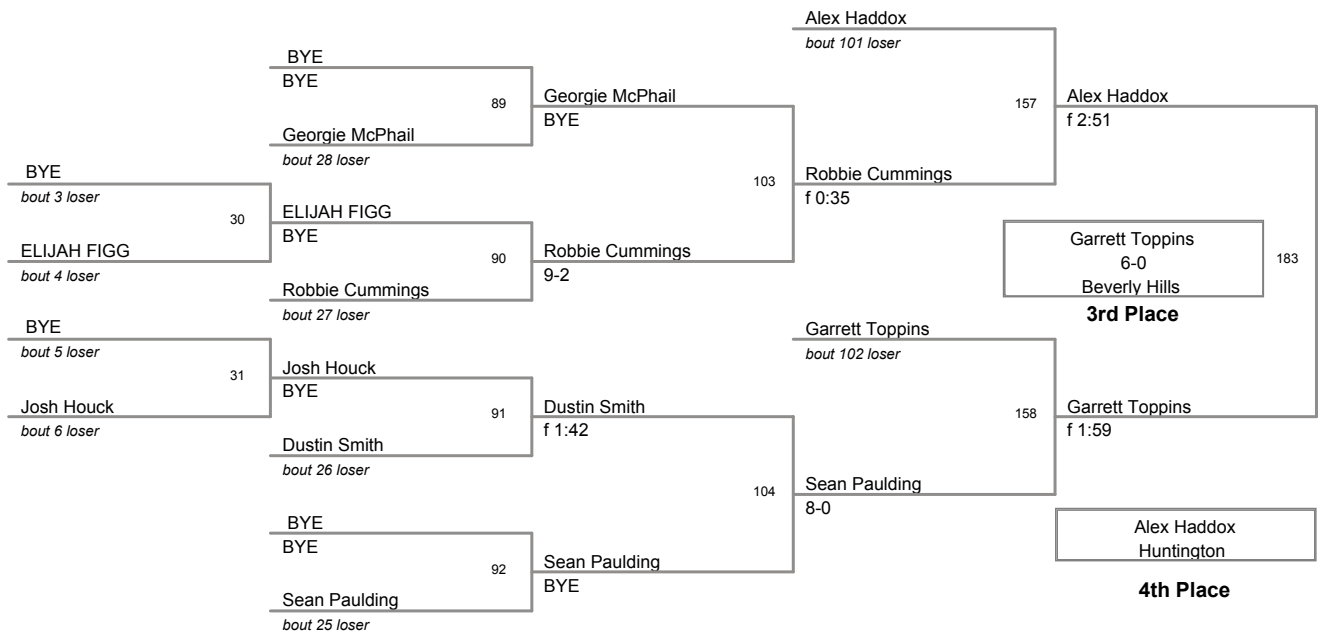 Alex Haddox
bout 101 loser
BYE
BYE
89
Georgie McPhail
BYE
157
Alex Haddox
f 2:51
Georgie McPhail
bout 28 loser
BYE
bout 3 loser
103
Robbie Cummings
f 0:35
30
ELIJAH FIGG
BYE
ELIJAH FIGG
bout 4 loser
90
Robbie Cummings
9-2
Garrett Toppins
6-0
Beverly Hills
183
3rd Place
Robbie Cummings
bout 27 loser
BYE
bout 5 loser
Garrett Toppins
bout 102 loser
31
Josh Houck
BYE
Josh Houck
bout 6 loser
91
Dustin Smith
f 1:42
158
Garrett Toppins
f 1:59
Dustin Smith
bout 26 loser
104
Sean Paulding
8-0
BYE
BYE
92
Sean Paulding
BYE
Alex Haddox
Huntington
4th Place
Sean Paulding
bout 25 loser